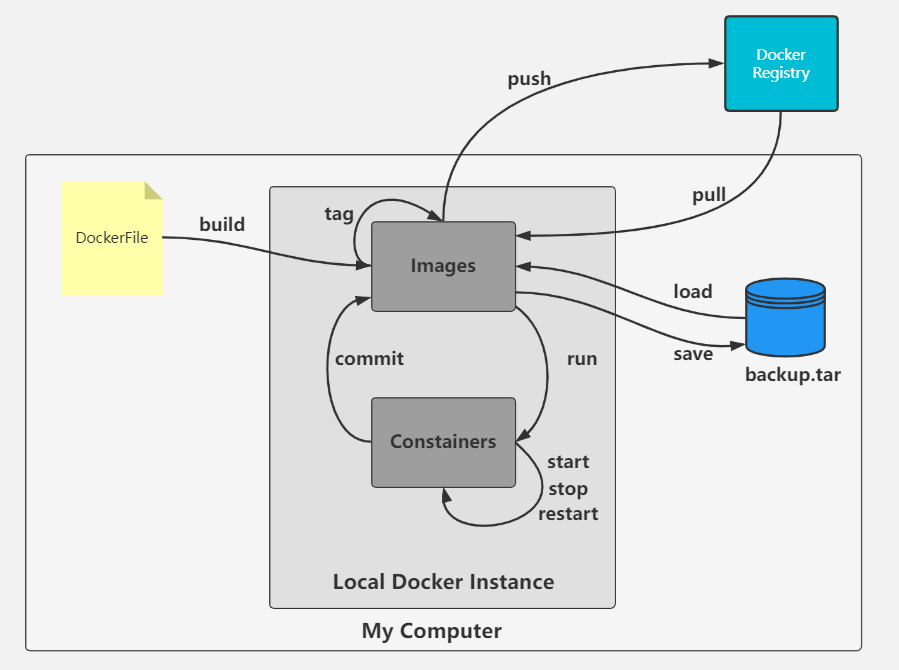 Docker
Registry
push
pull
DockerFile
build
tag
Images
load
save
backup.tar
commit
run
Constainers
start
stop
restart
Local Docker Instance
My Computer